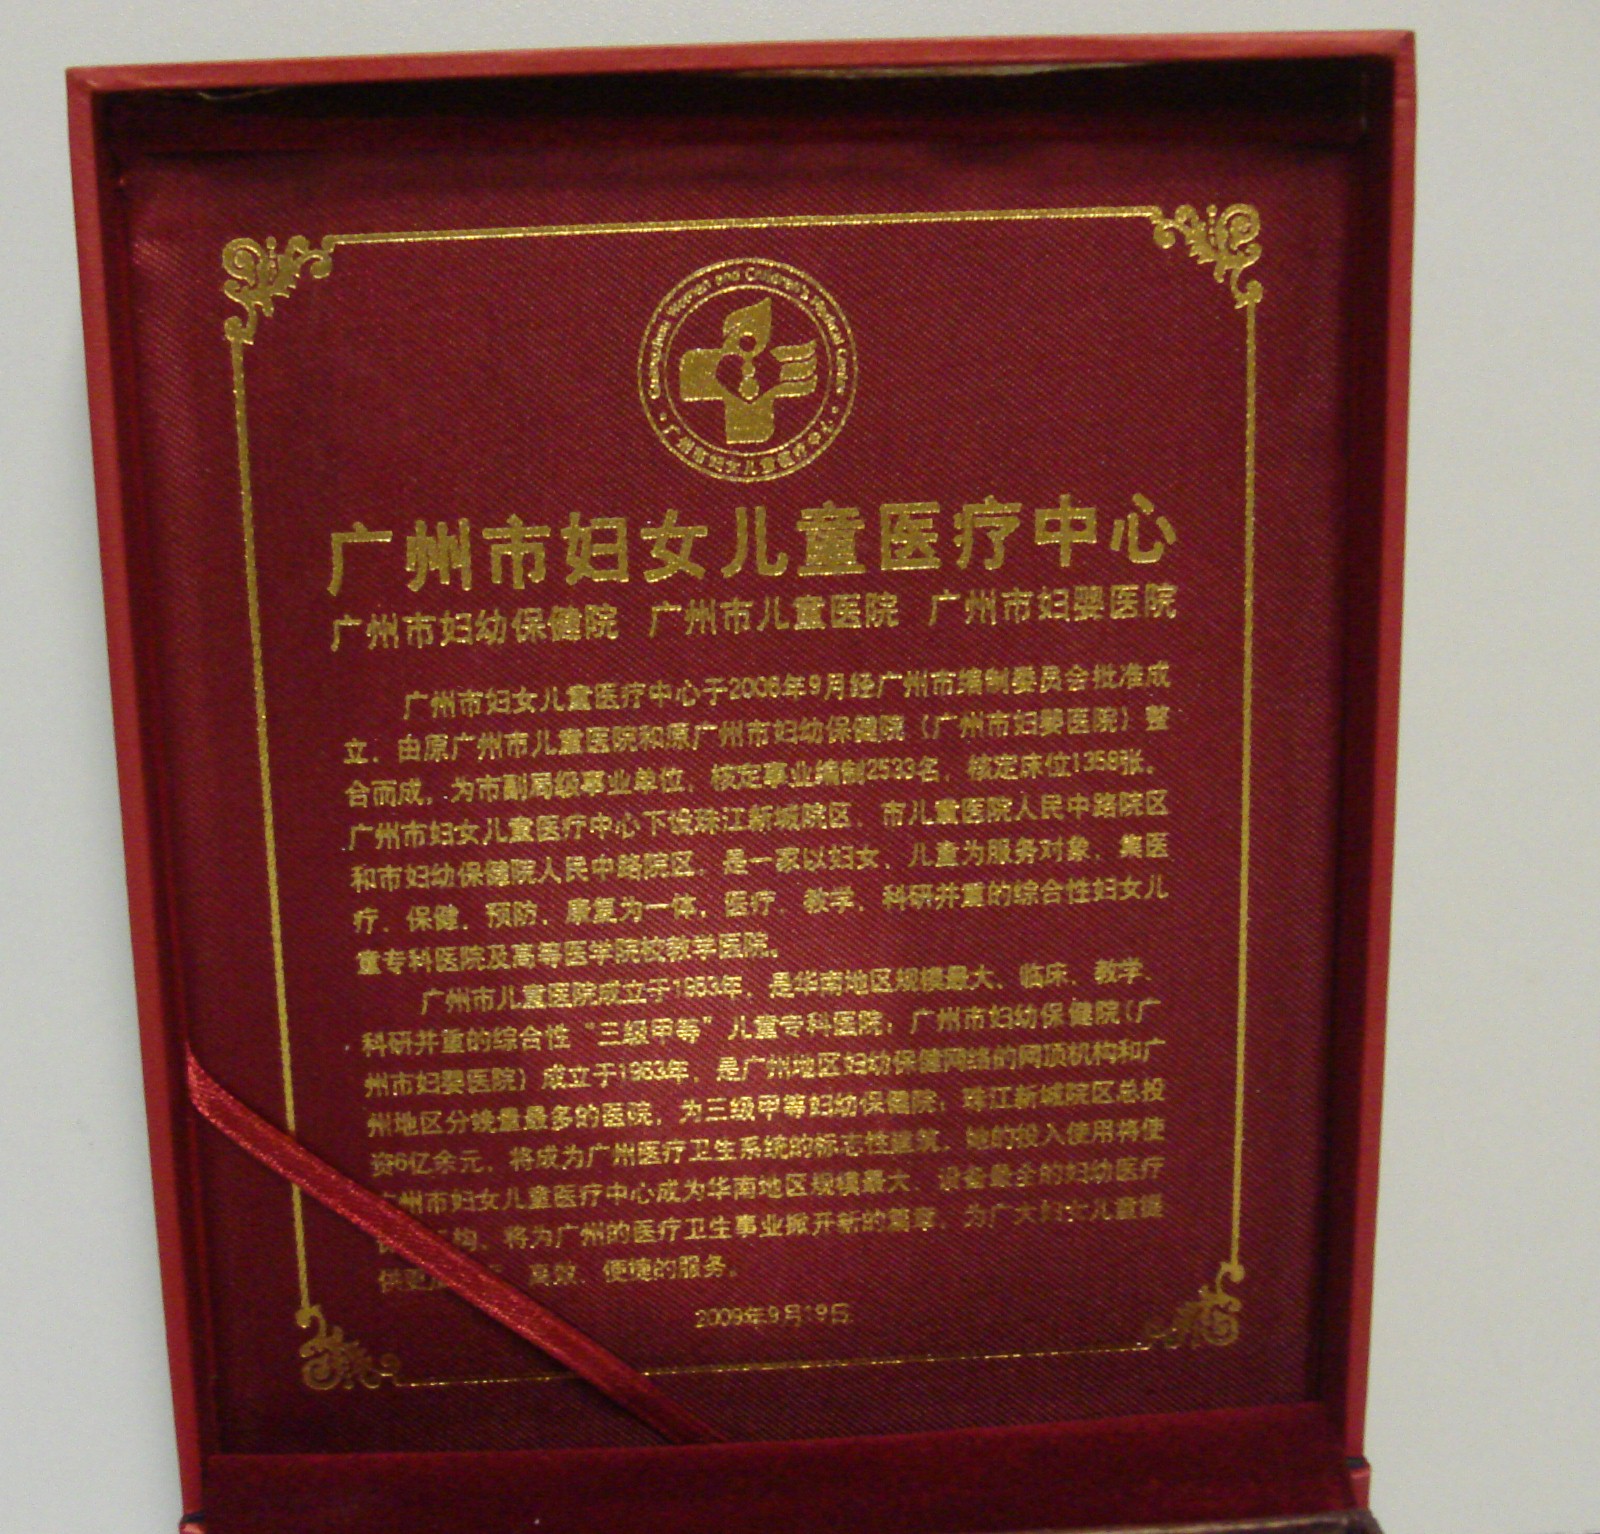 Guangzhou Women and Children's Medical Center
广州市妇女儿童医疗中心
广州市妇女儿童医疗中心
广州市妇幼保健院 广州市儿童医院 广州市妇婴医院
广州市妇女儿童医疗中心于2006年9月经广州市编制委员会批准成
立，由原广州市儿童医院和原广州市妇幼保健院（广州市妇婴医院）整
合而成，为市副局级事业单位，核定事业编制2533名，核定床位1358张。
广州市妇女儿童医疗中心下设珠江新城院区、市儿童医院人民中路院区
和市妇幼保健院人民中路院区，是一家以妇女、儿童为服务对象，集医
疗、保健、预防、康复为一体，医疗、教学、科研并重的综合性妇女儿
童专科医院及高等医学院校教学医院。
广州市儿童医院成立于1953年，是华南地区规模最大、临床、教学、
科研并重的综合性“三级甲等”儿童专科医院；广州市妇幼保健院（广
州市妇婴医院）成立于1963年，是广州地区妇幼保健网络的网顶机构和广
州地区分娩量最多的医院，为三级甲等妇幼保健院；珠江新城院区总投
资6亿余元，将成为广州医疗卫生系统的标志性建筑，她的投入使用将使
州市妇女儿童医疗中心成为华南地区规模最大、设备最全的妇幼医疗
构，将为广州的医疗卫生事业掀开新的篇章，为广大妇女儿童提
供更 高效、便捷的服务。
2009年9月19日